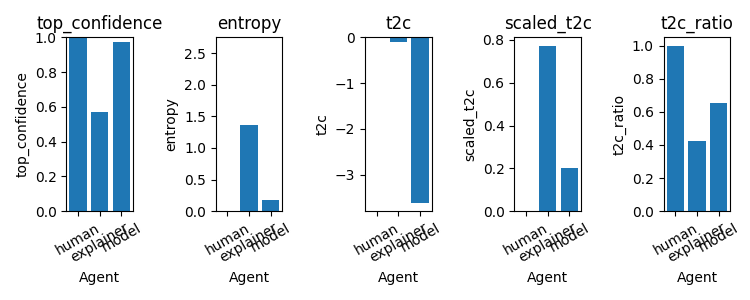 top_confidence
entropy
t2c
scaled_t2c
t2c_ratio
top_confidence
1.0
0.8
0.6
0.4
0.2
0.0
human
explainer
model
Agent
entropy
2.5
2.0
1.5
1.0
0.5
0.0
human
explainer
model
Agent
t2c
0
−1
−2
−3
human
explainer
model
Agent
scaled_t2c
0.8
0.6
0.4
0.2
0.0
human
explainer
model
Agent
t2c_ratio
1.0
0.8
0.6
0.4
0.2
0.0
human
explainer
model
Agent